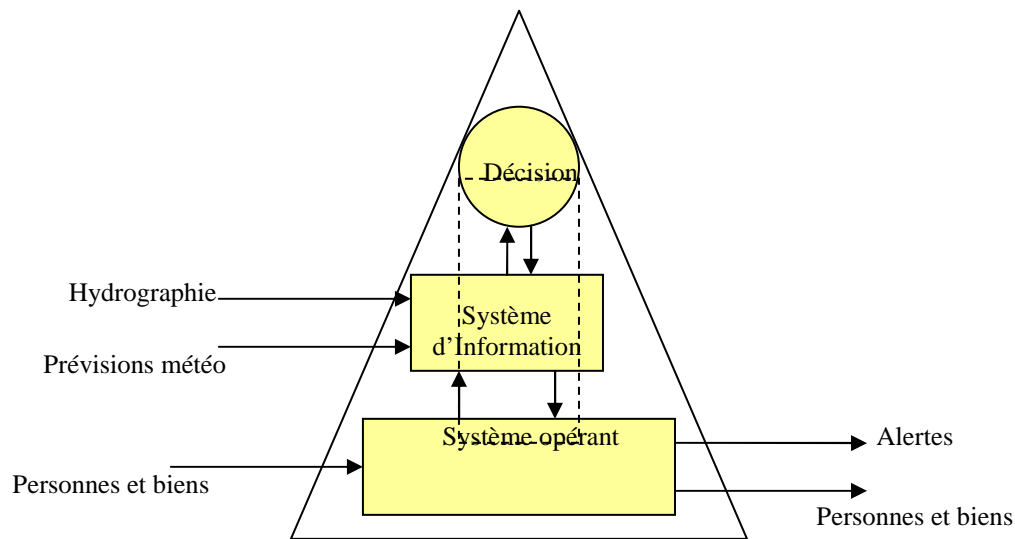 Décision
Hydrographie
Système
d'Information
Prévisions météo
Système opérant
Alertes
Personnes et biens
Personnes et biens